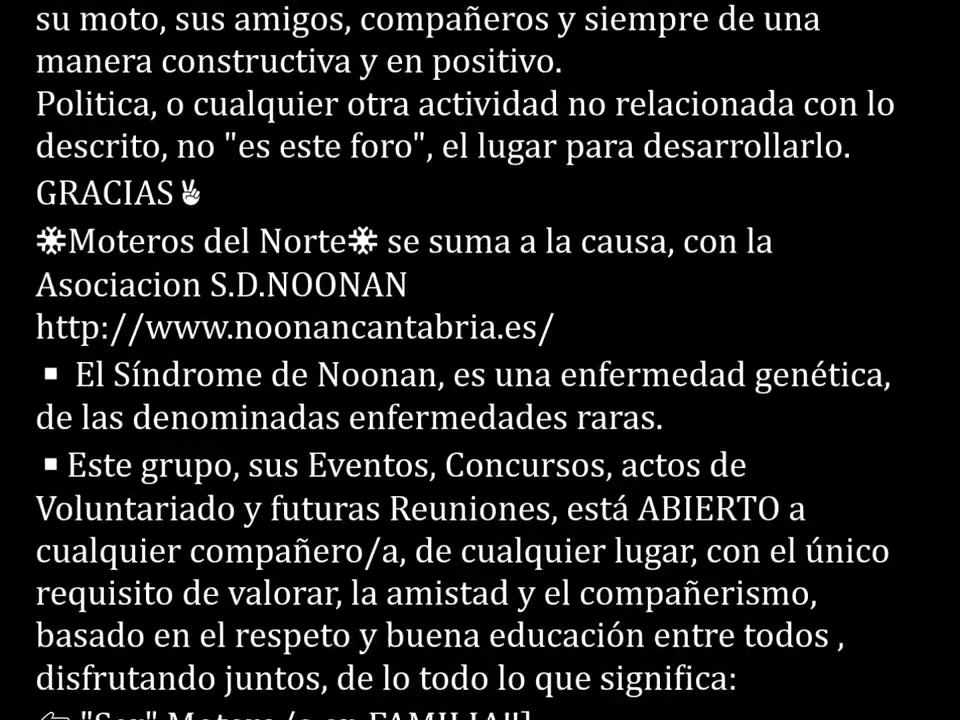 su moto, sus amigos, compañeros y siempre de una
manera constructiva y en positivo.
Politica, o cualquier otra actividad no relacionada con lo
descrito, no "es este foro", el lugar para desarrollarlo.
GRACIAS✌
Moteros del Norte se suma a la causa, con la
Asociacion S.D.NOONAN
http://www.noonancantabria.es/
▪ El Síndrome de Noonan, es una enfermedad genética,
de las denominadas enfermedades raras.
▪Este grupo, sus Eventos, Concursos, actos de
Voluntariado y futuras Reuniones, está ABIERTO a
cualquier compañero/a, de cualquier lugar, con el único
requisito de valorar, la amistad y el compañerismo,
basado en el respeto y buena educación entre todos ,
disfrutando juntos, de lo todo lo que significa:
"Ser" Motero/a en FAMILIA!!]